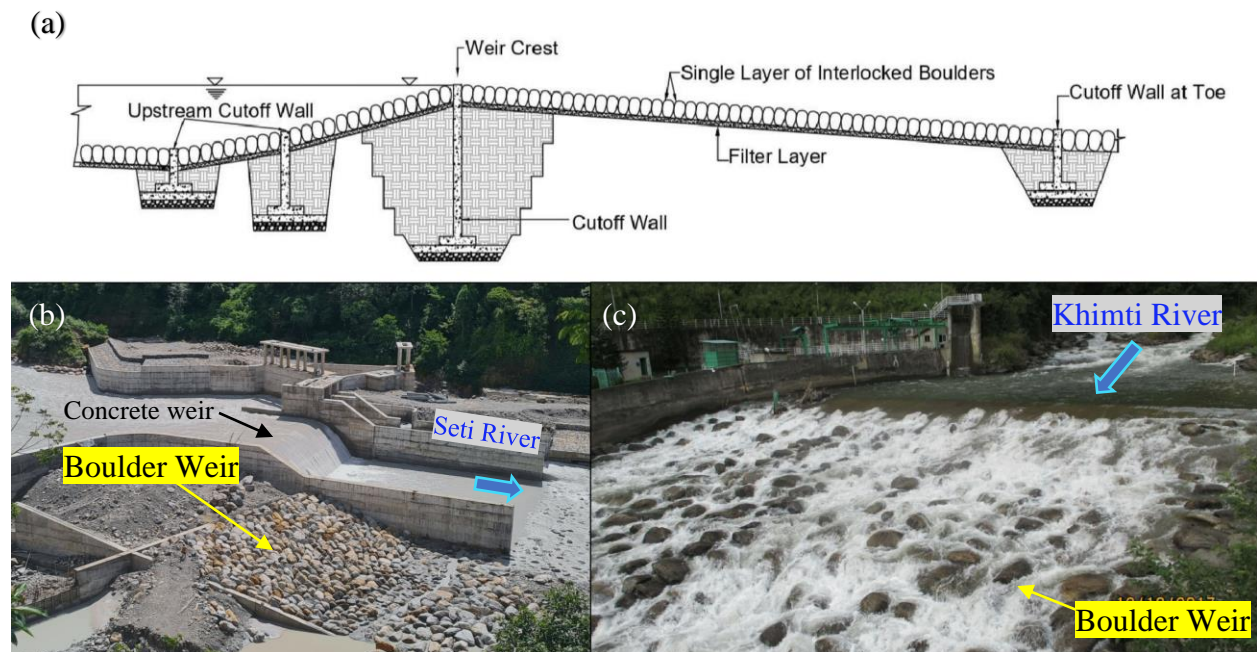 (a)
Weir Crest
Single Layer of Interlocked Boulders
Upstream Cutoff Wall
Cutoff Wall at Toe
Filter Layer
Cutoff Wall
(b)
Concrete weir
Boulder Weir
Seti River
(c)
Khimti River
Boulder Weir